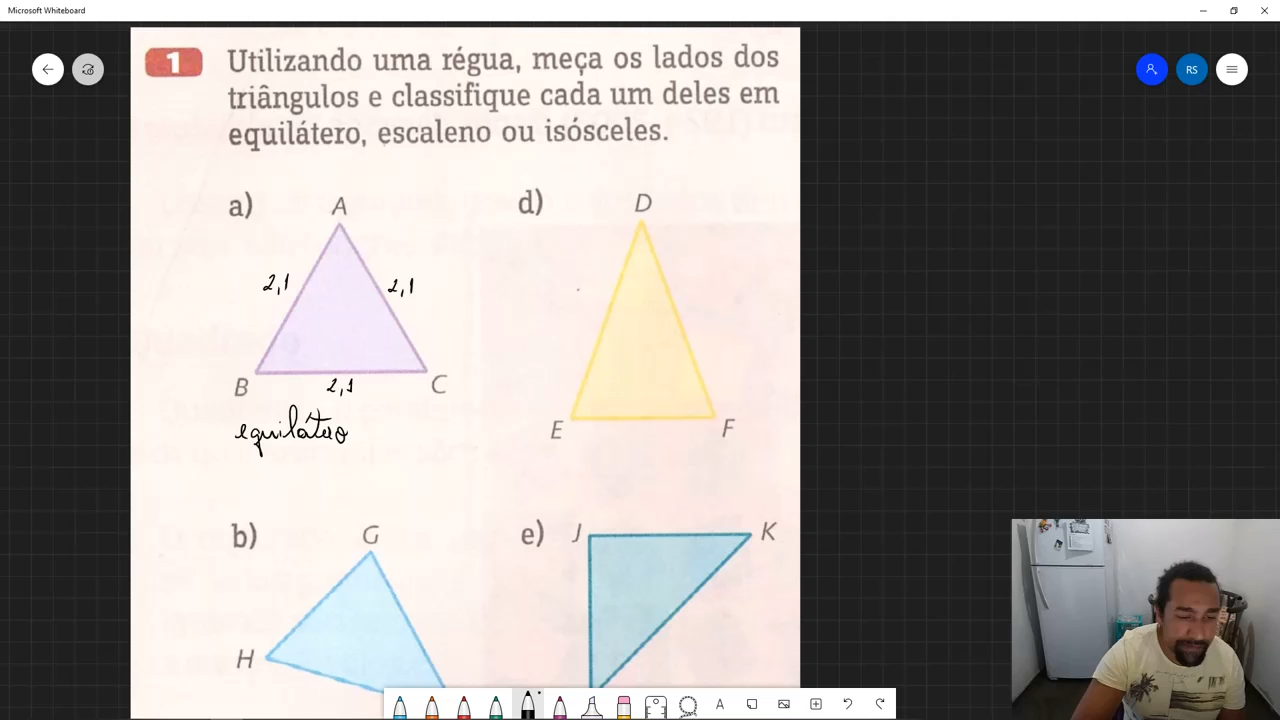 Microsoft Whiteboard
RS
1 Utilizando uma régua, meça os lados dos
triângulos e classifique cada um deles em
equilátero, escaleno ou isósceles.
a)
A
2,1
2,1
B
2,1
C
equilátero
d)
D
E
F
b)
G
H
e)
J
K
A